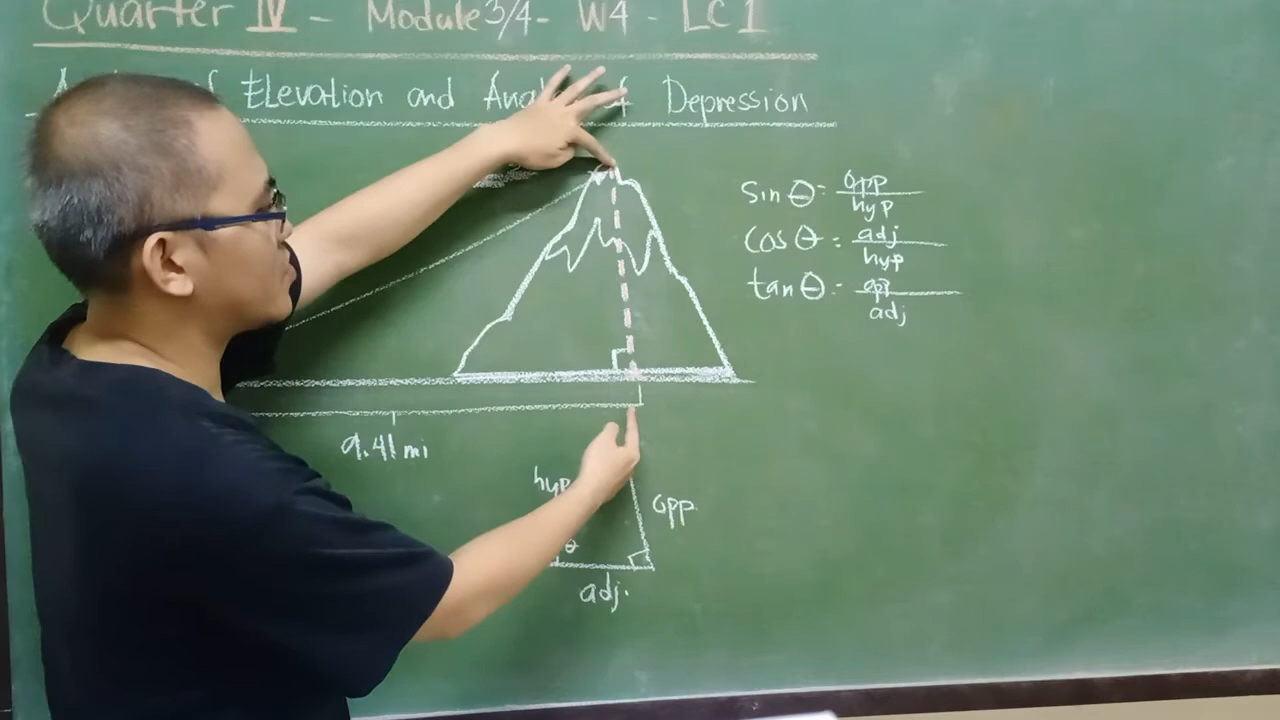 Quarter IV - Module 3/4 - W4 - LC 1
Elevation and Depression
sin θ = opp/hyp
cos θ = adj/hyp
tan θ = opp/adj
9.41 mi
hyp
opp.
θ
adj.